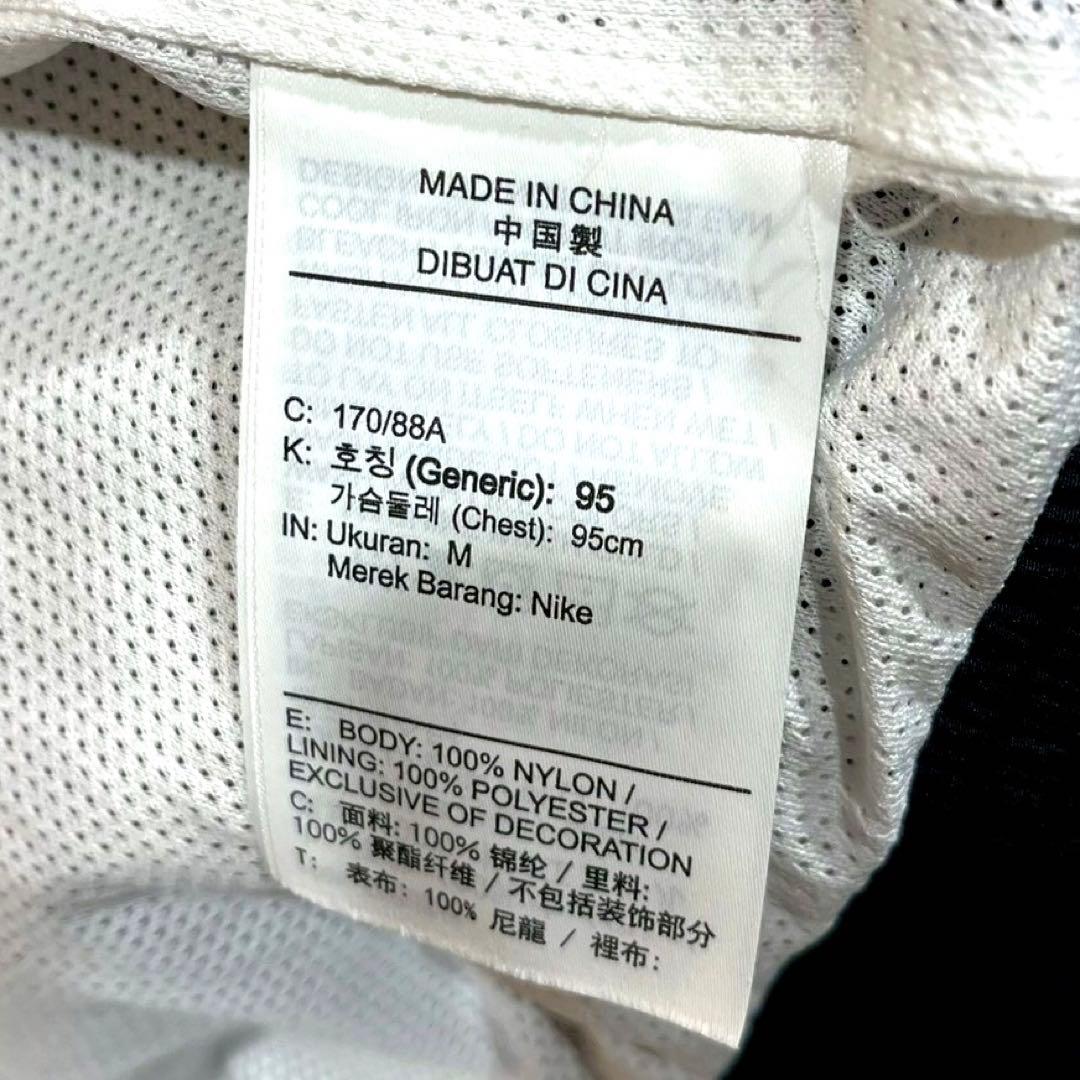 MADE IN CHINA
中国製
DIBUAT DI CINA
C: 170/88A
K: 호칭 (Generic): 95
가슴둘레 (Chest): 95cm
IN: Ukuran: M
Merek Barang: Nike
E: BODY: 100% NYLON /
LINING: 100% POLYESTER /
EXCLUSIVE OF DECORATION
C: 面料: 100% 锦纶 / 里料:
100% 聚酯纤维 / 不包括装饰部分
T: 表布: 100% 尼龍 / 裡布: